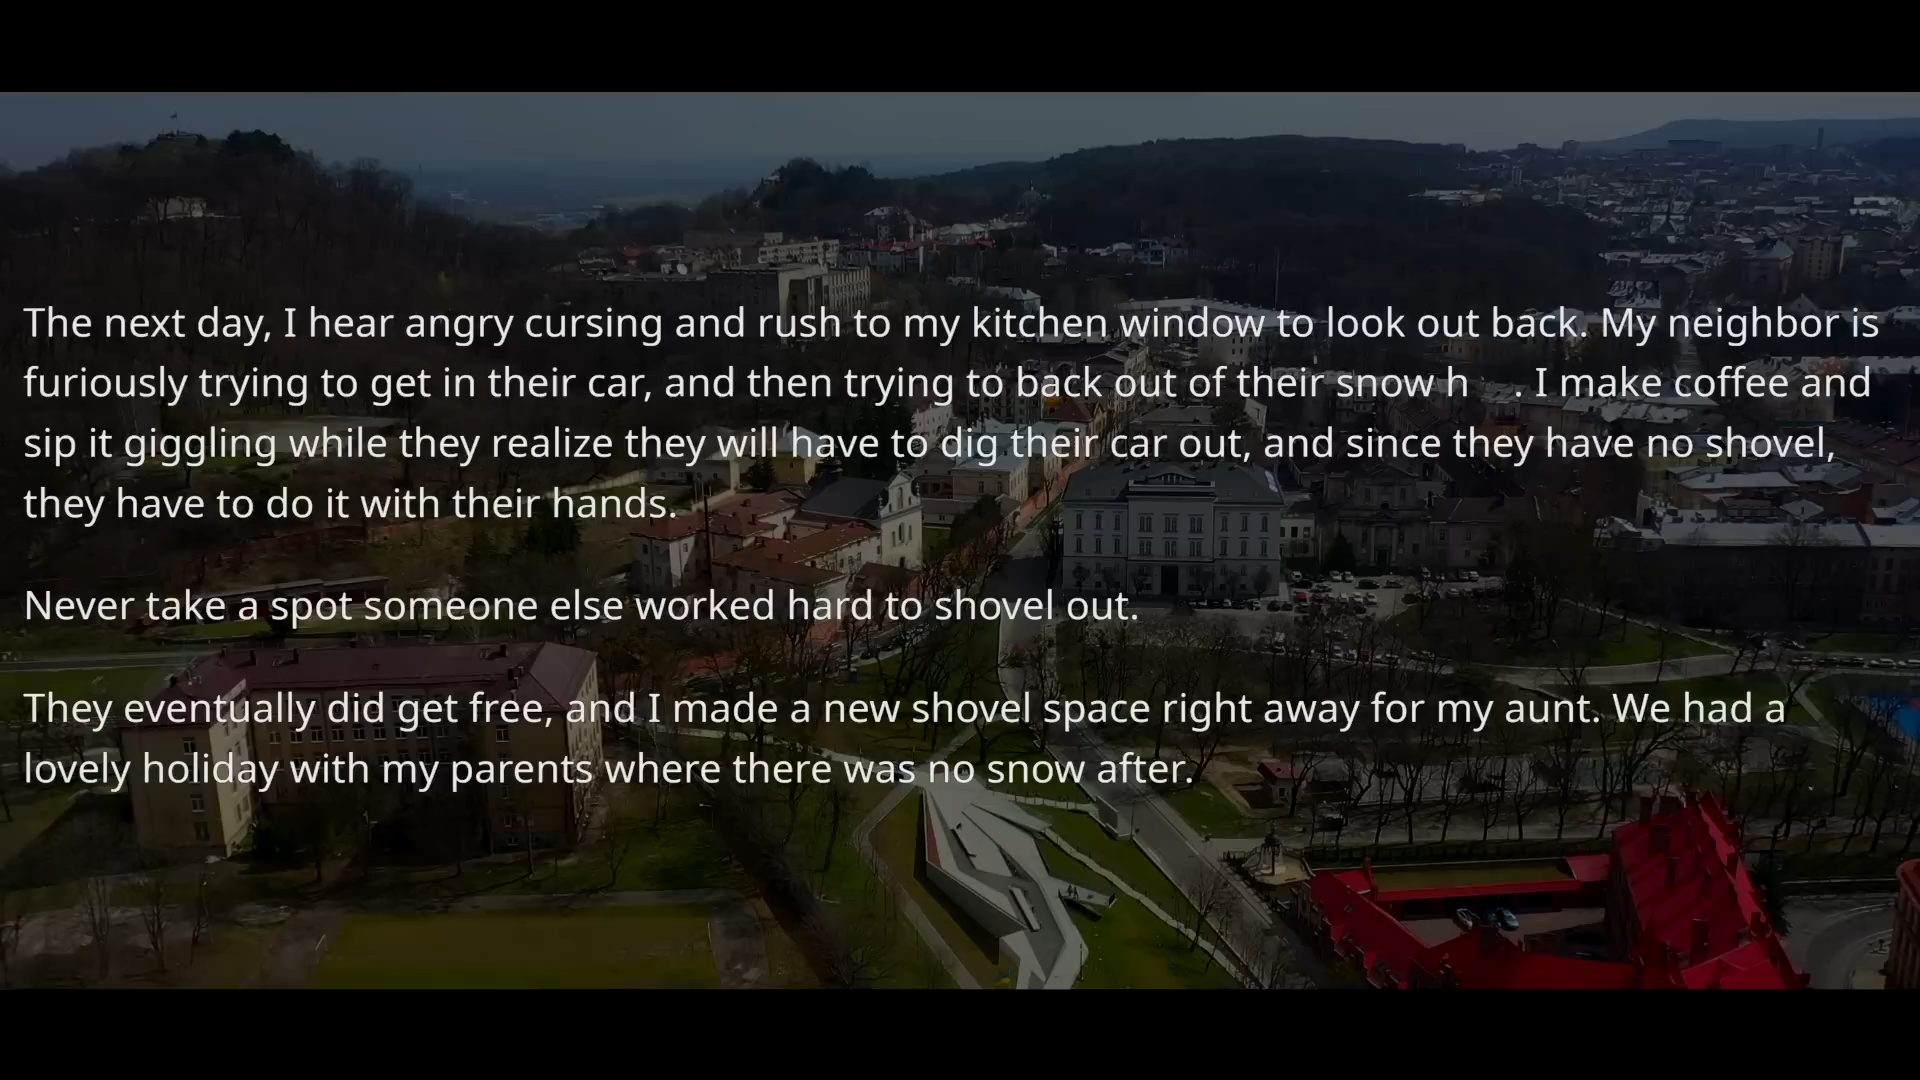 The next day, I hear angry cursing and rush to my kitchen window to look out back. My neighbor is
furiously trying to get in their car, and then trying to back out of their snow h . I make coffee and
sip it giggling while they realize they will have to dig their car out, and since they have no shovel,
they have to do it with their hands.
Never take a spot someone else worked hard to shovel out.
They eventually did get free, and I made a new shovel space right away for my aunt. We had a
lovely holiday with my parents where there was no snow after.